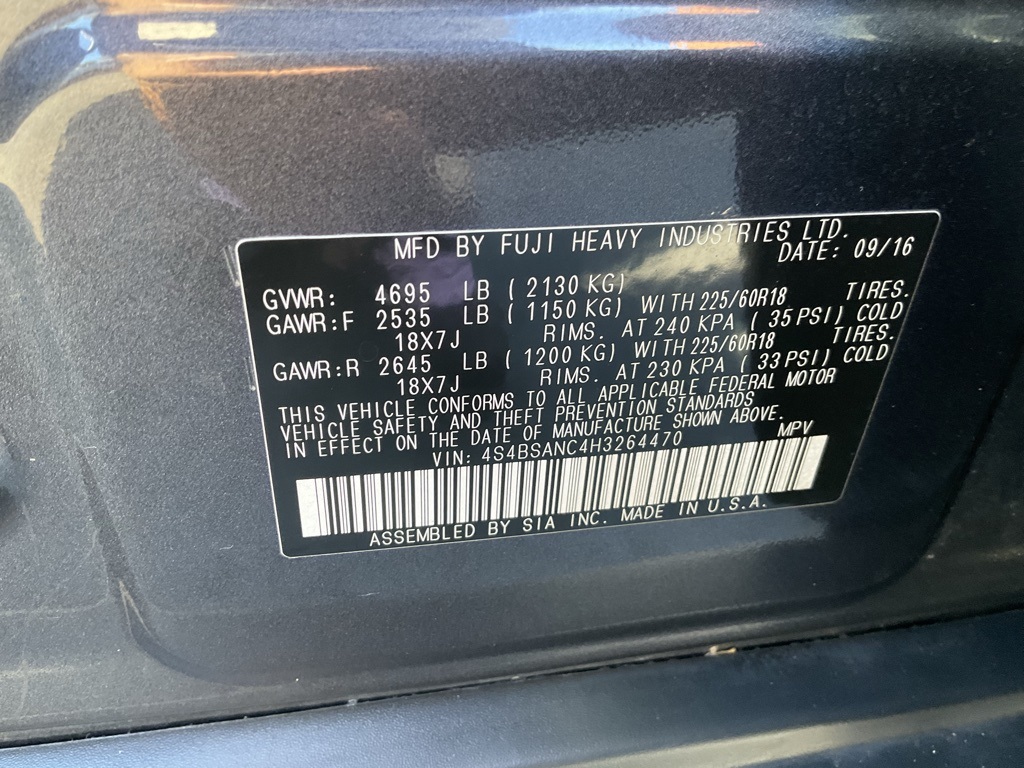 MFD BY FUJI HEAVY INDUSTRIES LTD.
DATE: 09/16
GVWR: 4695 LB ( 2130 KG)
GAWR:F 2535 LB ( 1150 KG) WITH 225/60R18 TIRES.
18X7J RIMS. AT 240 KPA ( 35 PSI) COLD
GAWR:R 2645 LB ( 1200 KG) WITH 225/60R18 TIRES.
18X7J RIMS. AT 230 KPA ( 33 PSI) COLD
THIS VEHICLE CONFORMS TO ALL APPLICABLE FEDERAL MOTOR
VEHICLE SAFETY AND THEFT PREVENTION STANDARDS
IN EFFECT ON THE DATE OF MANUFACTURE SHOWN ABOVE.
VIN: 4S4BSANC4H3264470 MPV
ASSEMBLED BY SIA INC. MADE IN U.S.A.